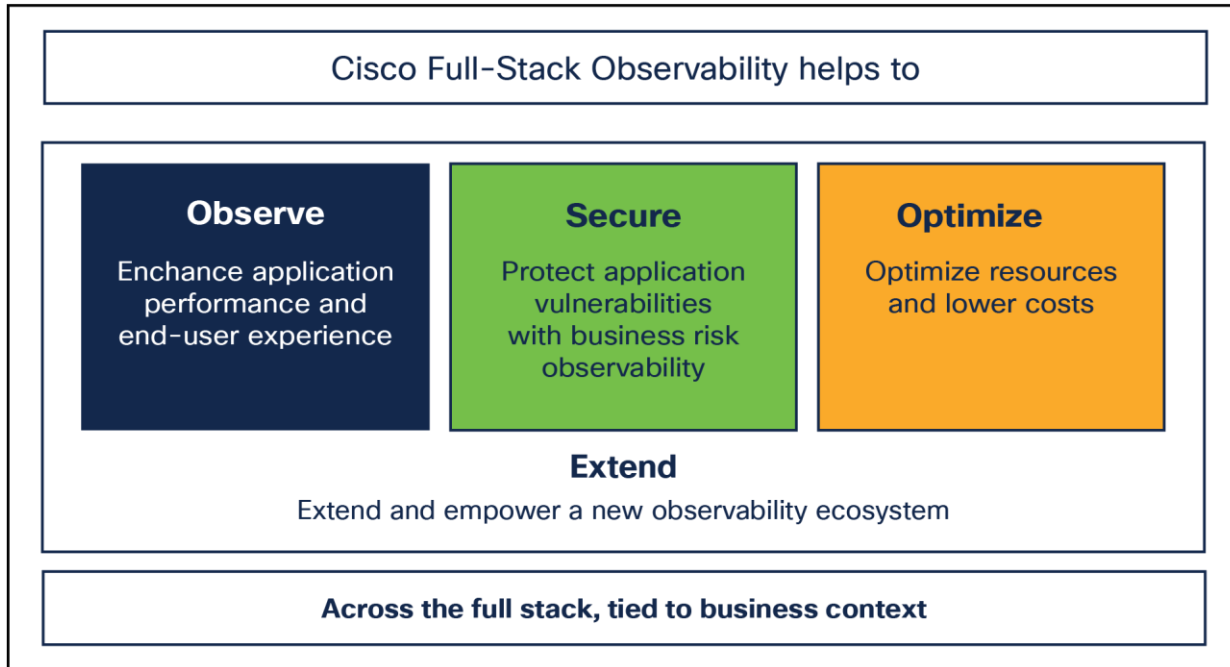 Cisco Full-Stack Observability helps to
Observe
Enchance application
performance and
end-user experience
Secure
Protect application
vulnerabilities
with business risk
observability
Optimize
Optimize resources
and lower costs
Extend
Extend and empower a new observability ecosystem
Across the full stack, tied to business context